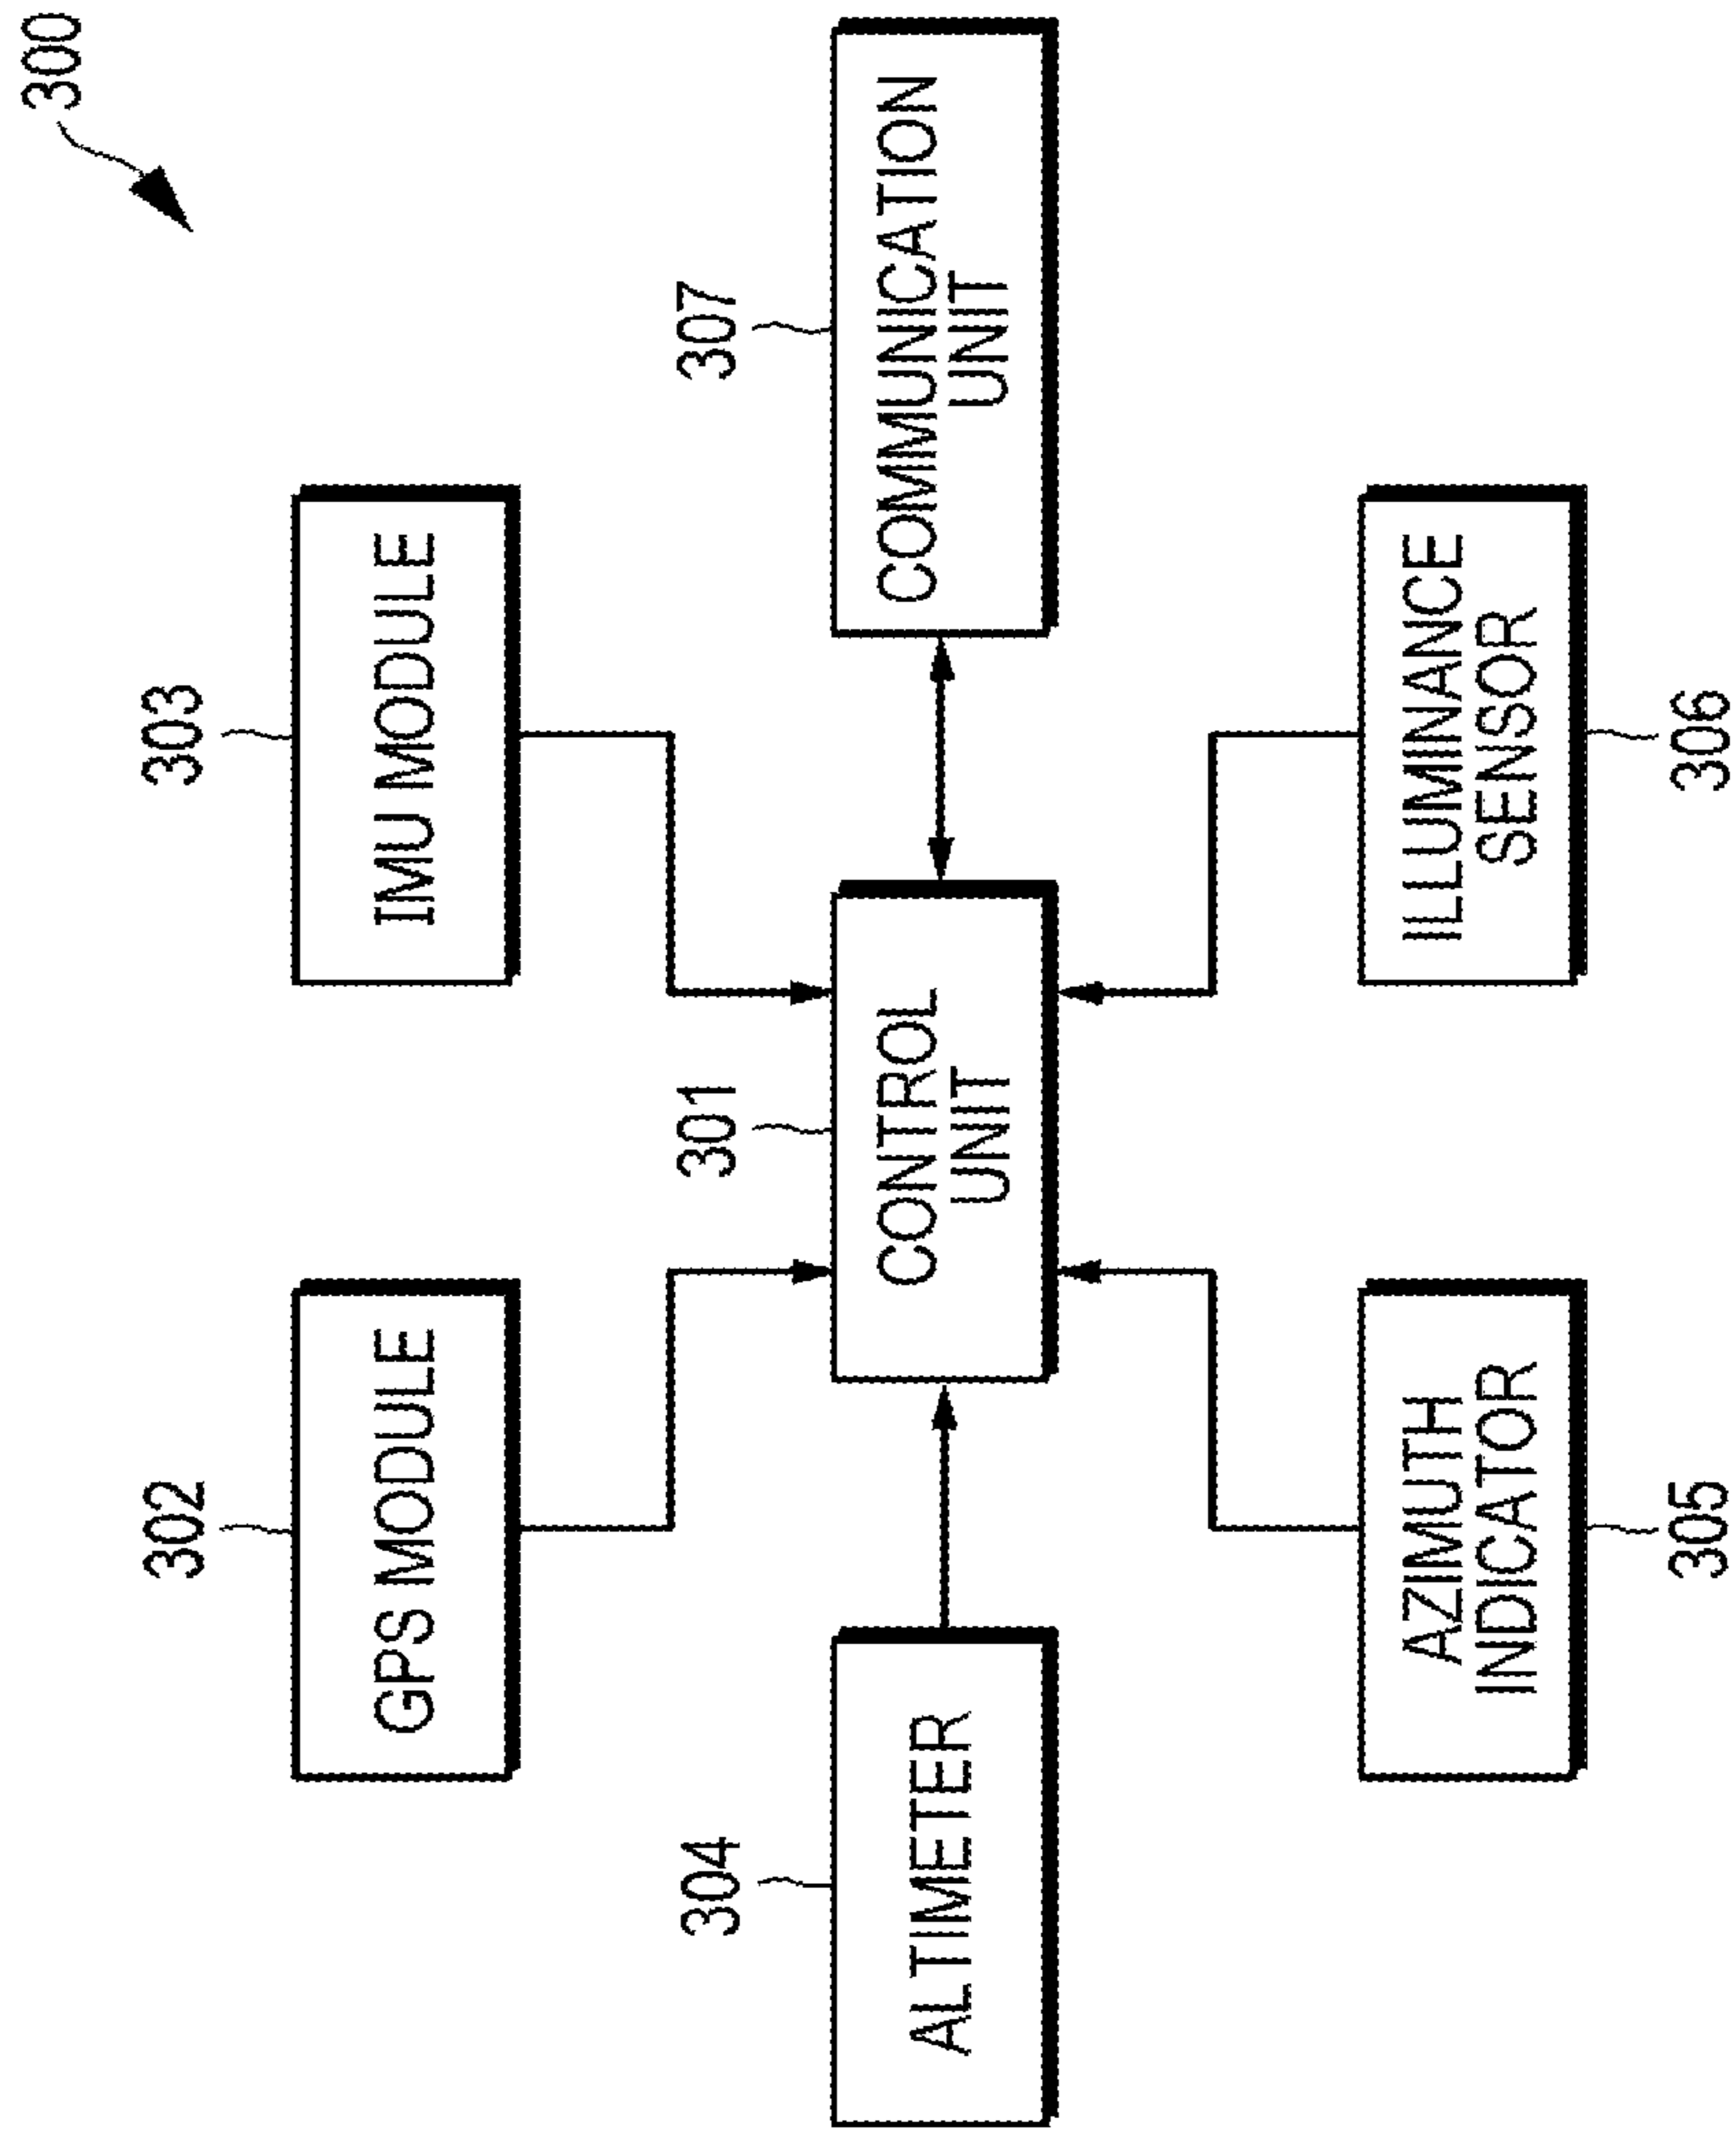 300
302
GPS MODULE
303
IMU MODULE
304
ALTIMETER
301
CONTROL
UNIT
307
COMMUNICATION
UNIT
AZIMUTH
INDICATOR
305
ILLUMINANCE
SENSOR
306